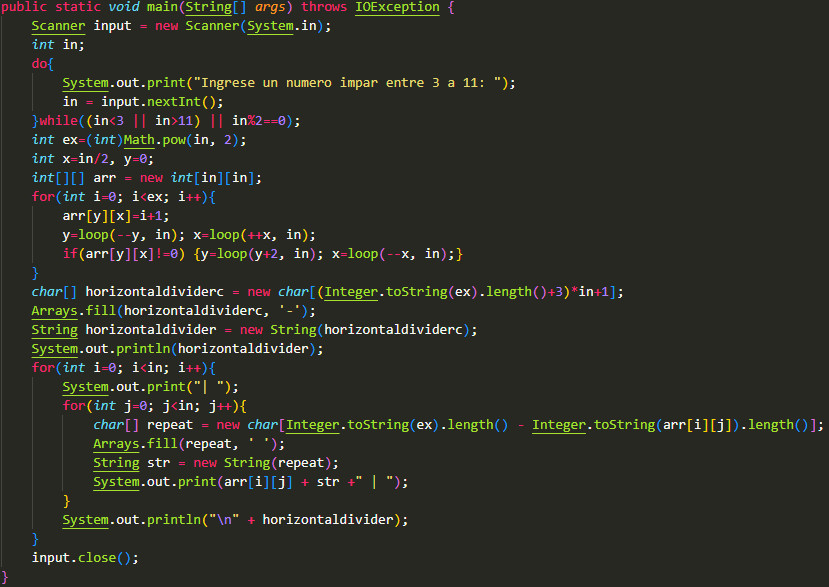 public static void main(String[] args) throws IOException {
    Scanner input = new Scanner(System.in);
    int in;
    do{
        System.out.print("Ingrese un numero impar entre 3 a 11: ");
        in = input.nextInt();
    }while((in<3 || in>11) || in%2==0);
    int ex=(int)Math.pow(in, 2);
    int x=in/2, y=0;
    int[][] arr = new int[in][in];
    for(int i=0; i<ex; i++){
        arr[y][x]=i+1;
        y=loop(--y, in); x=loop(++x, in);
        if(arr[y][x]!=0) {y=loop(y+2, in); x=loop(--x, in);}
    }
    char[] horizontaldividerc = new char[(Integer.toString(ex).length()+3)*in+1];
    Arrays.fill(horizontaldividerc, '-');
    String horizontaldivider = new String(horizontaldividerc);
    System.out.println(horizontaldivider);
    for(int i=0; i<in; i++){
        System.out.print("| ");
        for(int j=0; j<in; j++){
            char[] repeat = new char[Integer.toString(ex).length() - Integer.toString(arr[i][j]).length()];
            Arrays.fill(repeat, ' ');
            String str = new String(repeat);
            System.out.print(arr[i][j] + str +" | ");
        }
        System.out.println("\n" + horizontaldivider);
    }
    input.close();
}